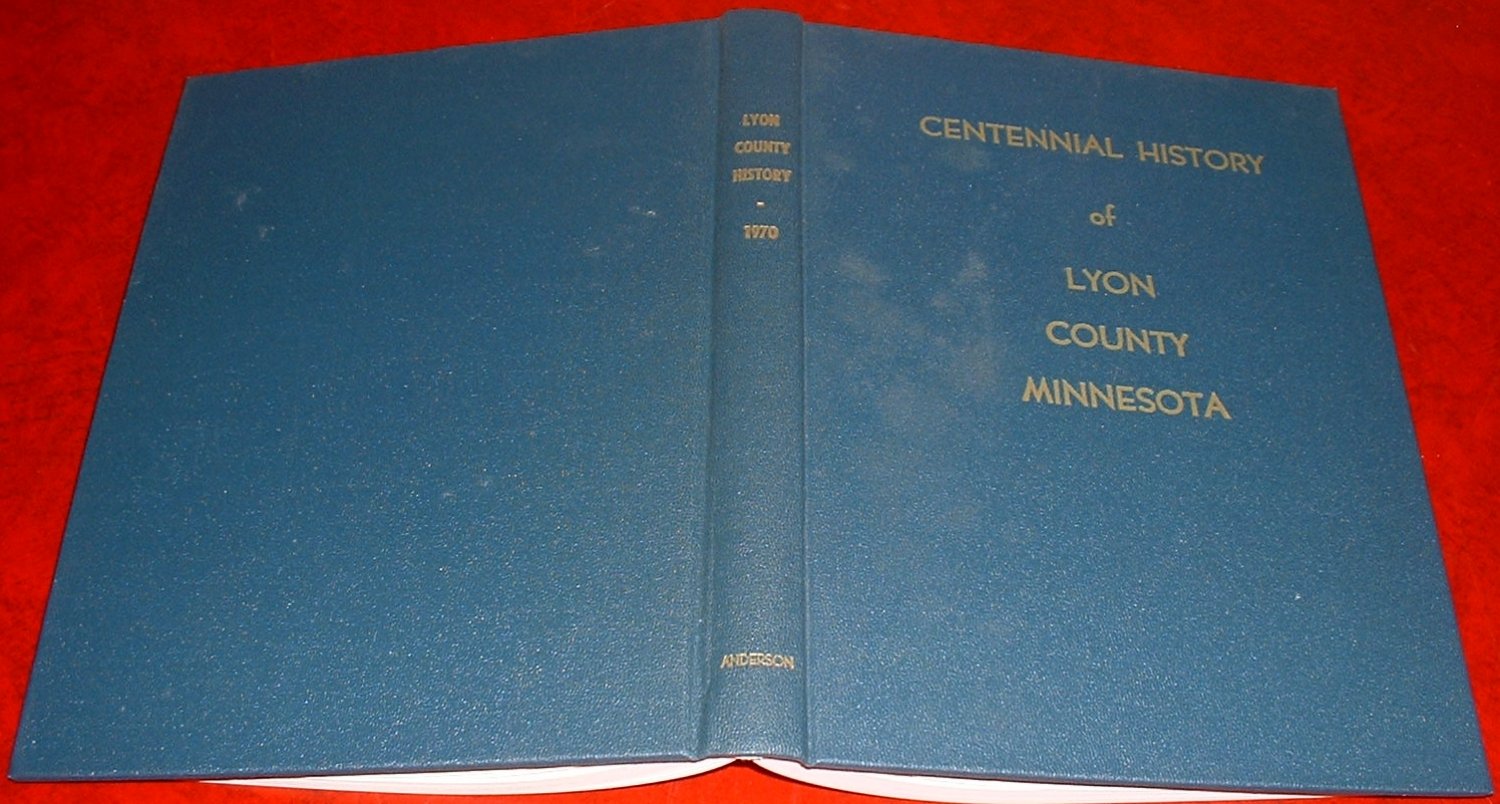 LYON
COUNTY
HISTORY
-
1970
ANDERSON
CENTENNIAL HISTORY
of
LYON
COUNTY
MINNESOTA